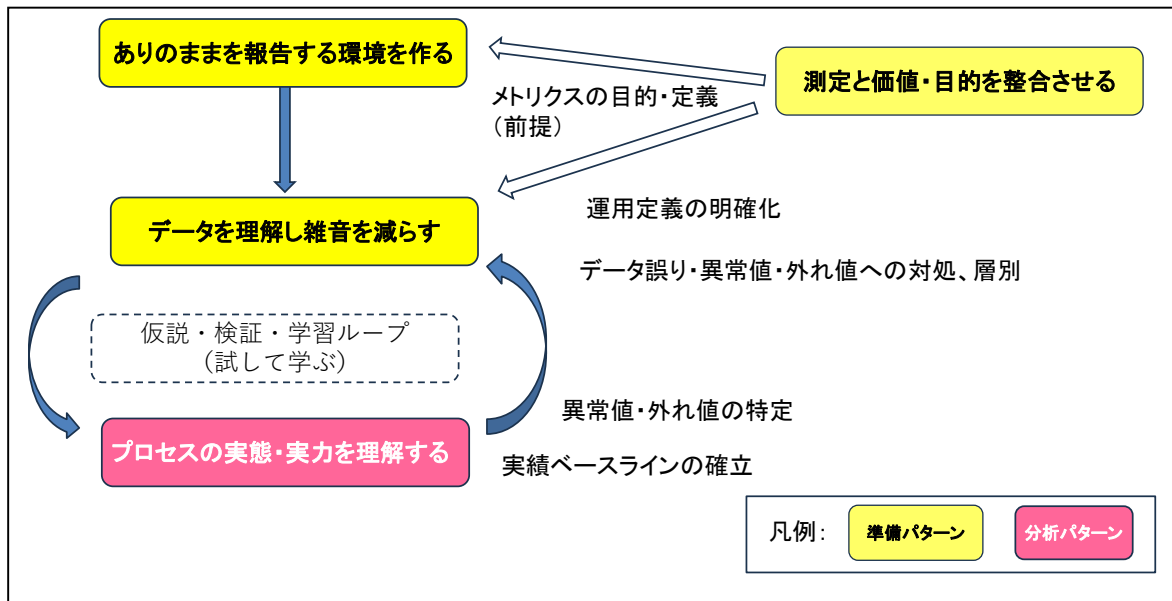 ありのままを報告する環境を作る
測定と価値・目的を整合させる
メトリクスの目的・定義
(前提)
運用定義の明確化
データを理解し雑音を減らす
データ誤り・異常値・外れ値への対処、層別
仮説・検証・学習ループ
(試して学ぶ)
異常値・外れ値の特定
プロセスの実態・実力を理解する
実績ベースラインの確立
凡例:
準備パターン
分析パターン